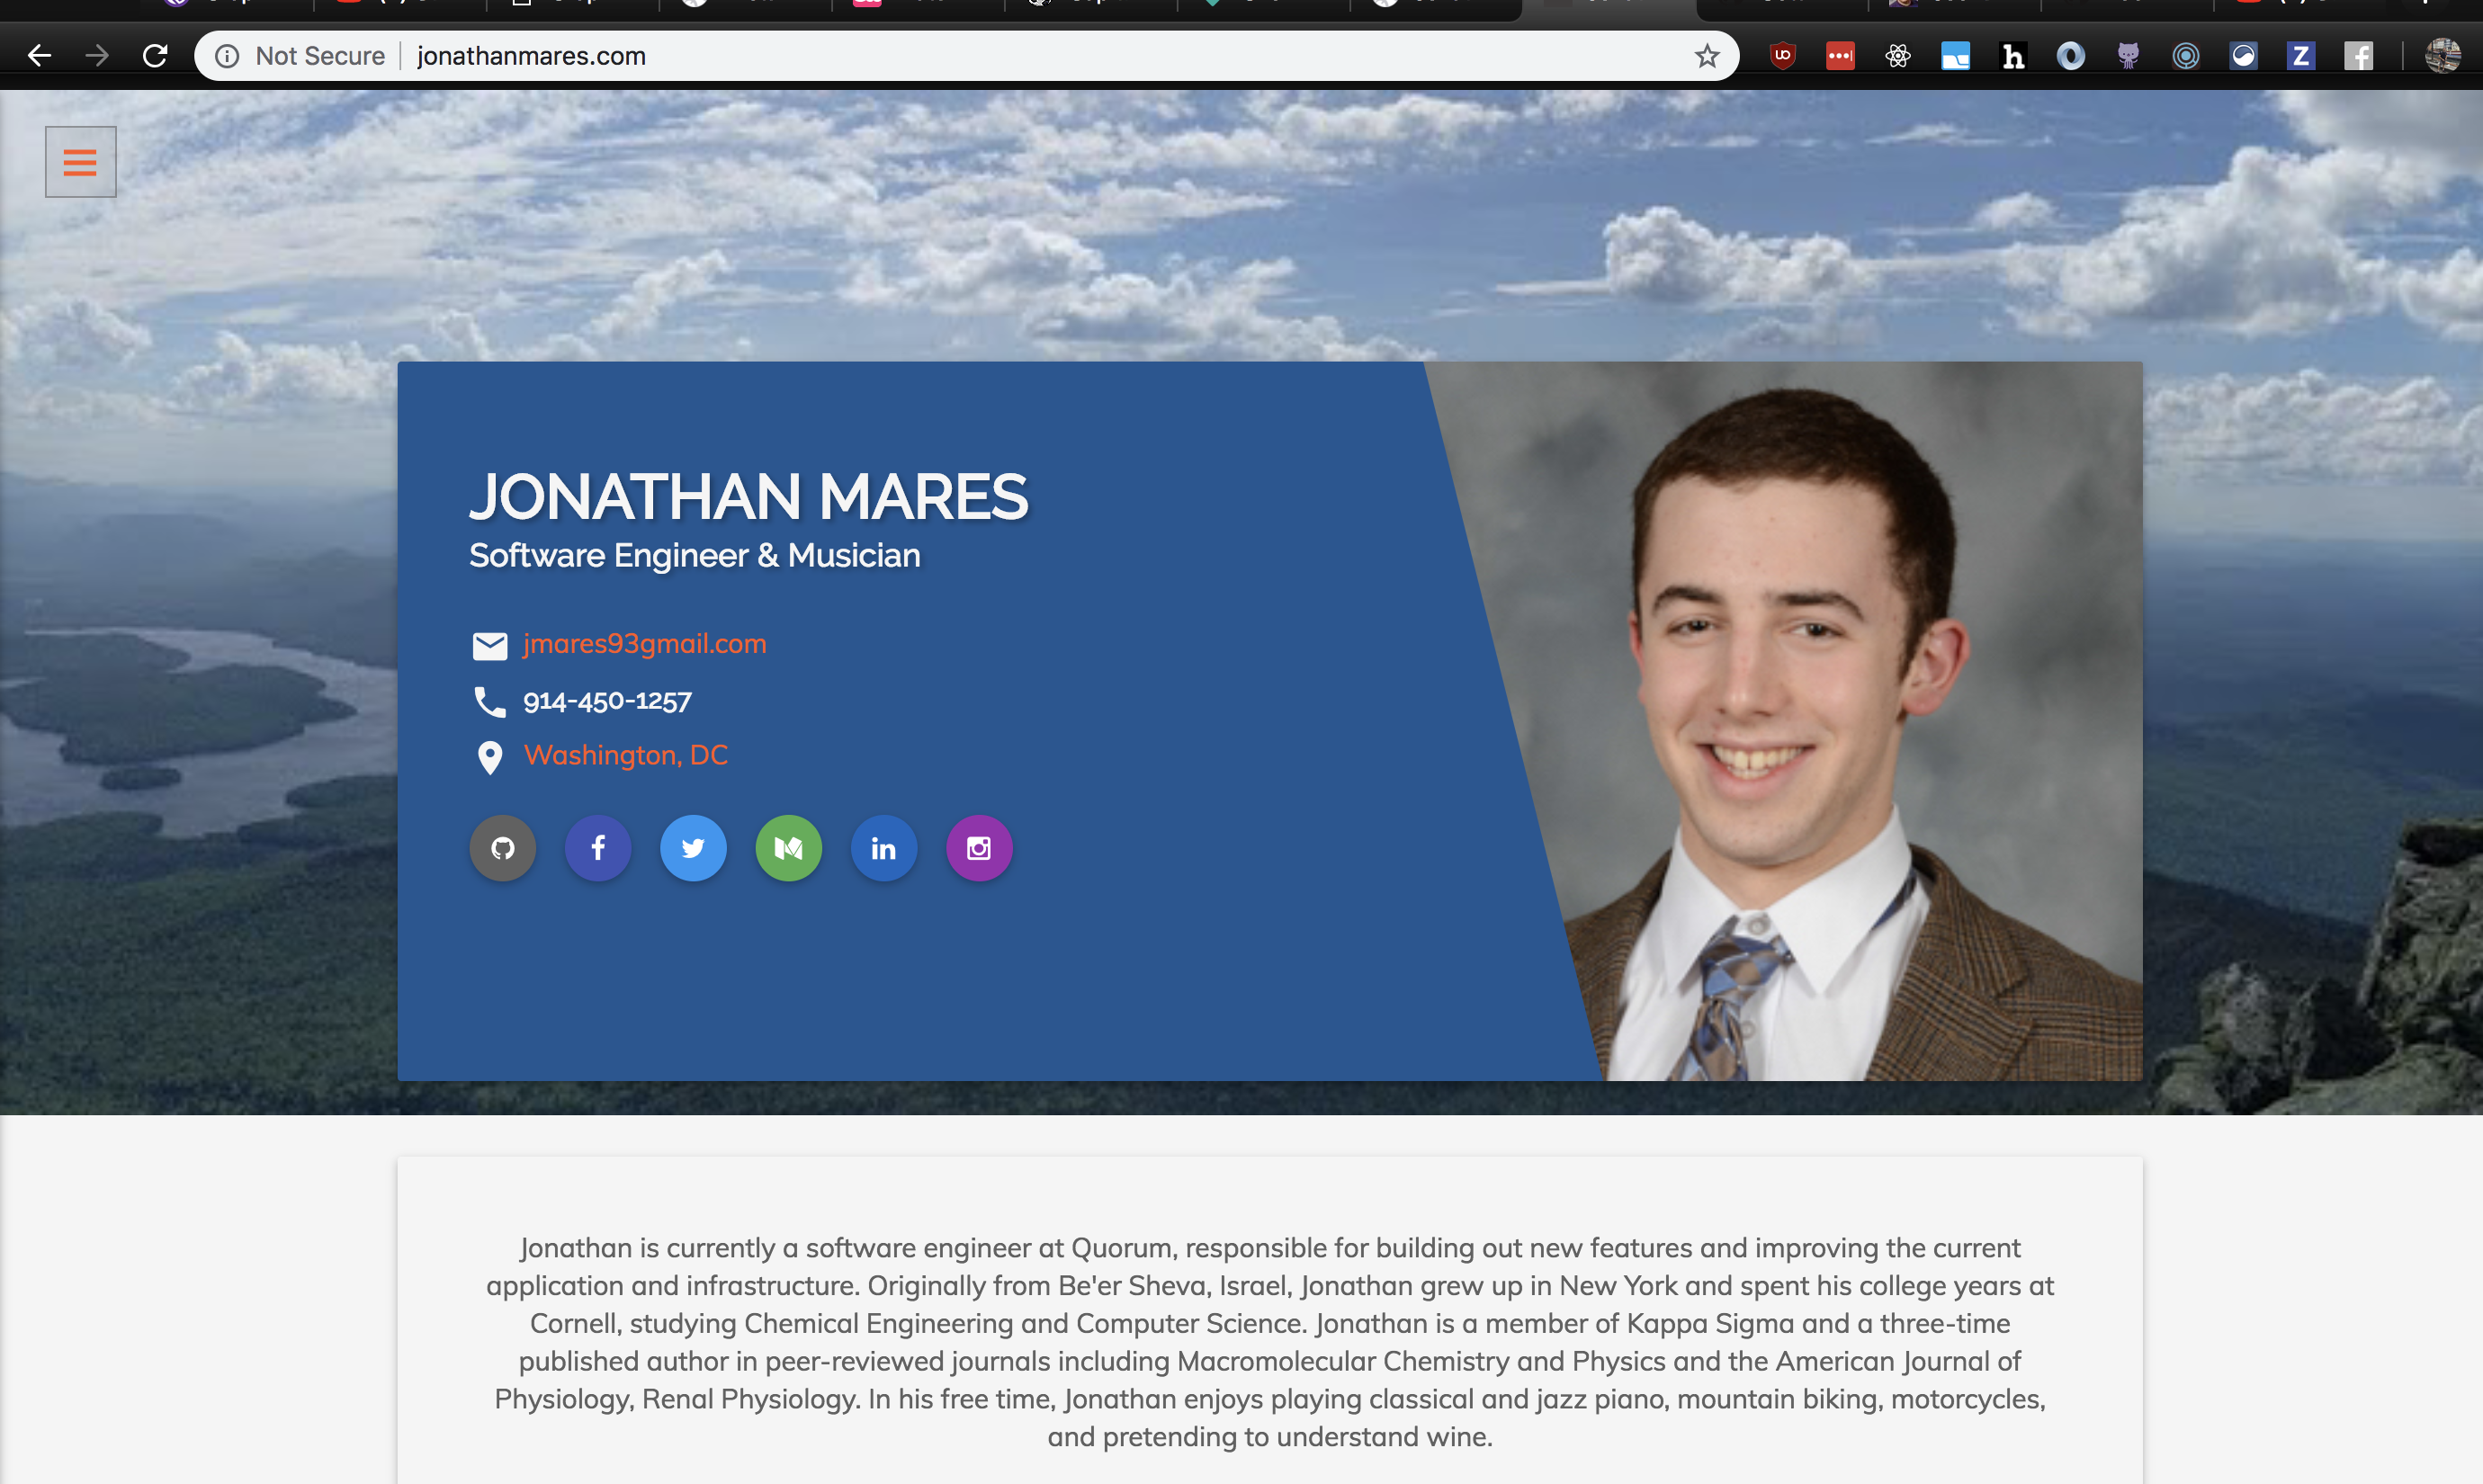 Not Secure jonathanmares.com
JONATHAN MARES
Software Engineer & Musician
jmares93gmail.com
914-450-1257
Washington, DC
Jonathan is currently a software engineer at Quorum, responsible for building out new features and improving the current
application and infrastructure. Originally from Be'er Sheva, Israel, Jonathan grew up in New York and spent his college years at
Cornell, studying Chemical Engineering and Computer Science. Jonathan is a member of Kappa Sigma and a three-time
published author in peer-reviewed journals including Macromolecular Chemistry and Physics and the American Journal of
Physiology, Renal Physiology. In his free time, Jonathan enjoys playing classical and jazz piano, mountain biking, motorcycles,
and pretending to understand wine.